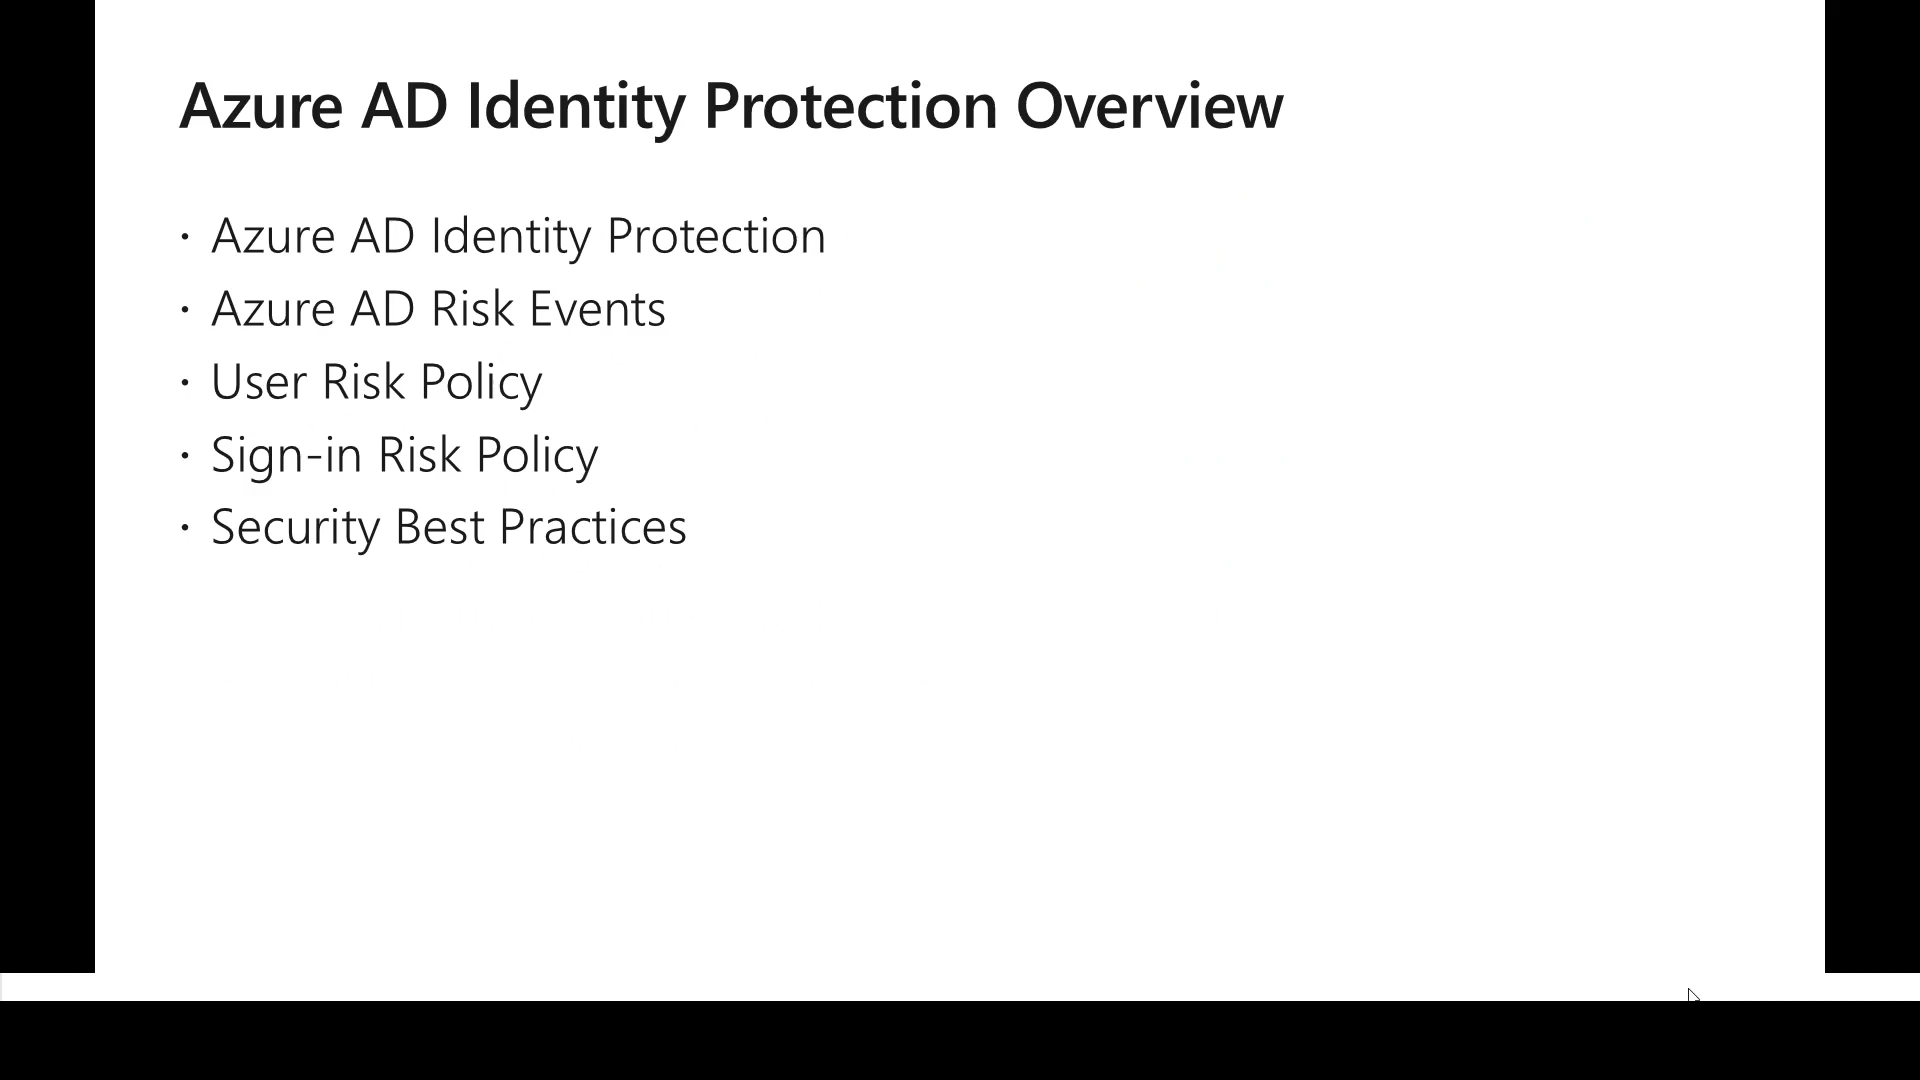 Azure AD Identity Protection Overview
· Azure AD Identity Protection
· Azure AD Risk Events
· User Risk Policy
· Sign-in Risk Policy
· Security Best Practices